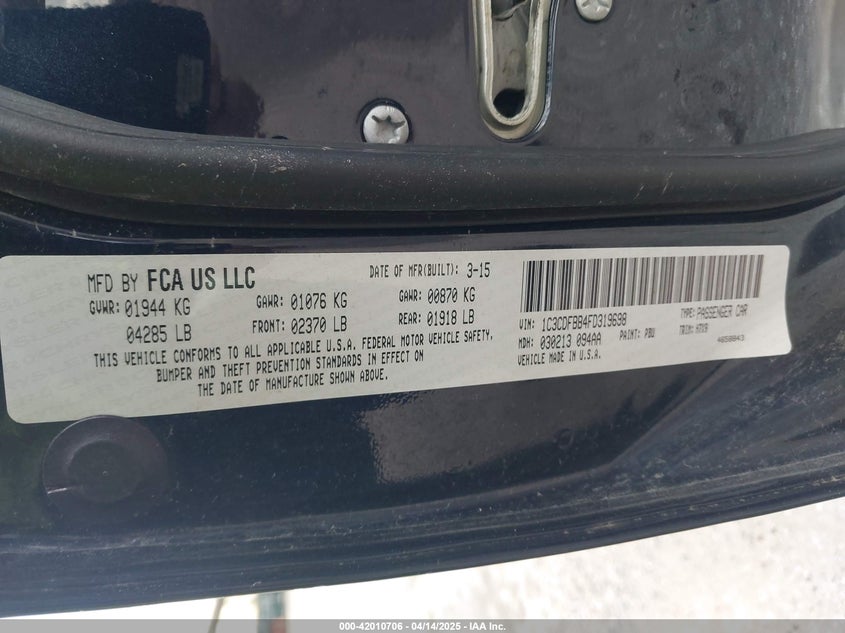 MFD BY FCA US LLC DATE OF MFR(BUILT): 3-15
GVWR: 01944 KG GAWR: 01076 KG GAWR: 00870 KG
04285 LB FRONT: 02370 LB REAR: 01918 LB
THIS VEHICLE CONFORMS TO ALL APPLICABLE U.S.A. FEDERAL MOTOR VEHICLE SAFETY,
BUMPER AND THEFT PREVENTION STANDARDS IN EFFECT ON
THE DATE OF MANUFACTURE SHOWN ABOVE.
VIN: 1C3CDFBB4FD319698 TYPE: PASSENGER CAR
MDH: 030213 094AA PAINT: PBU TRIM: H7X9
VEHICLE MADE IN U.S.A. 4658843
000-42010706 - 04/14/2025 - IAA Inc.